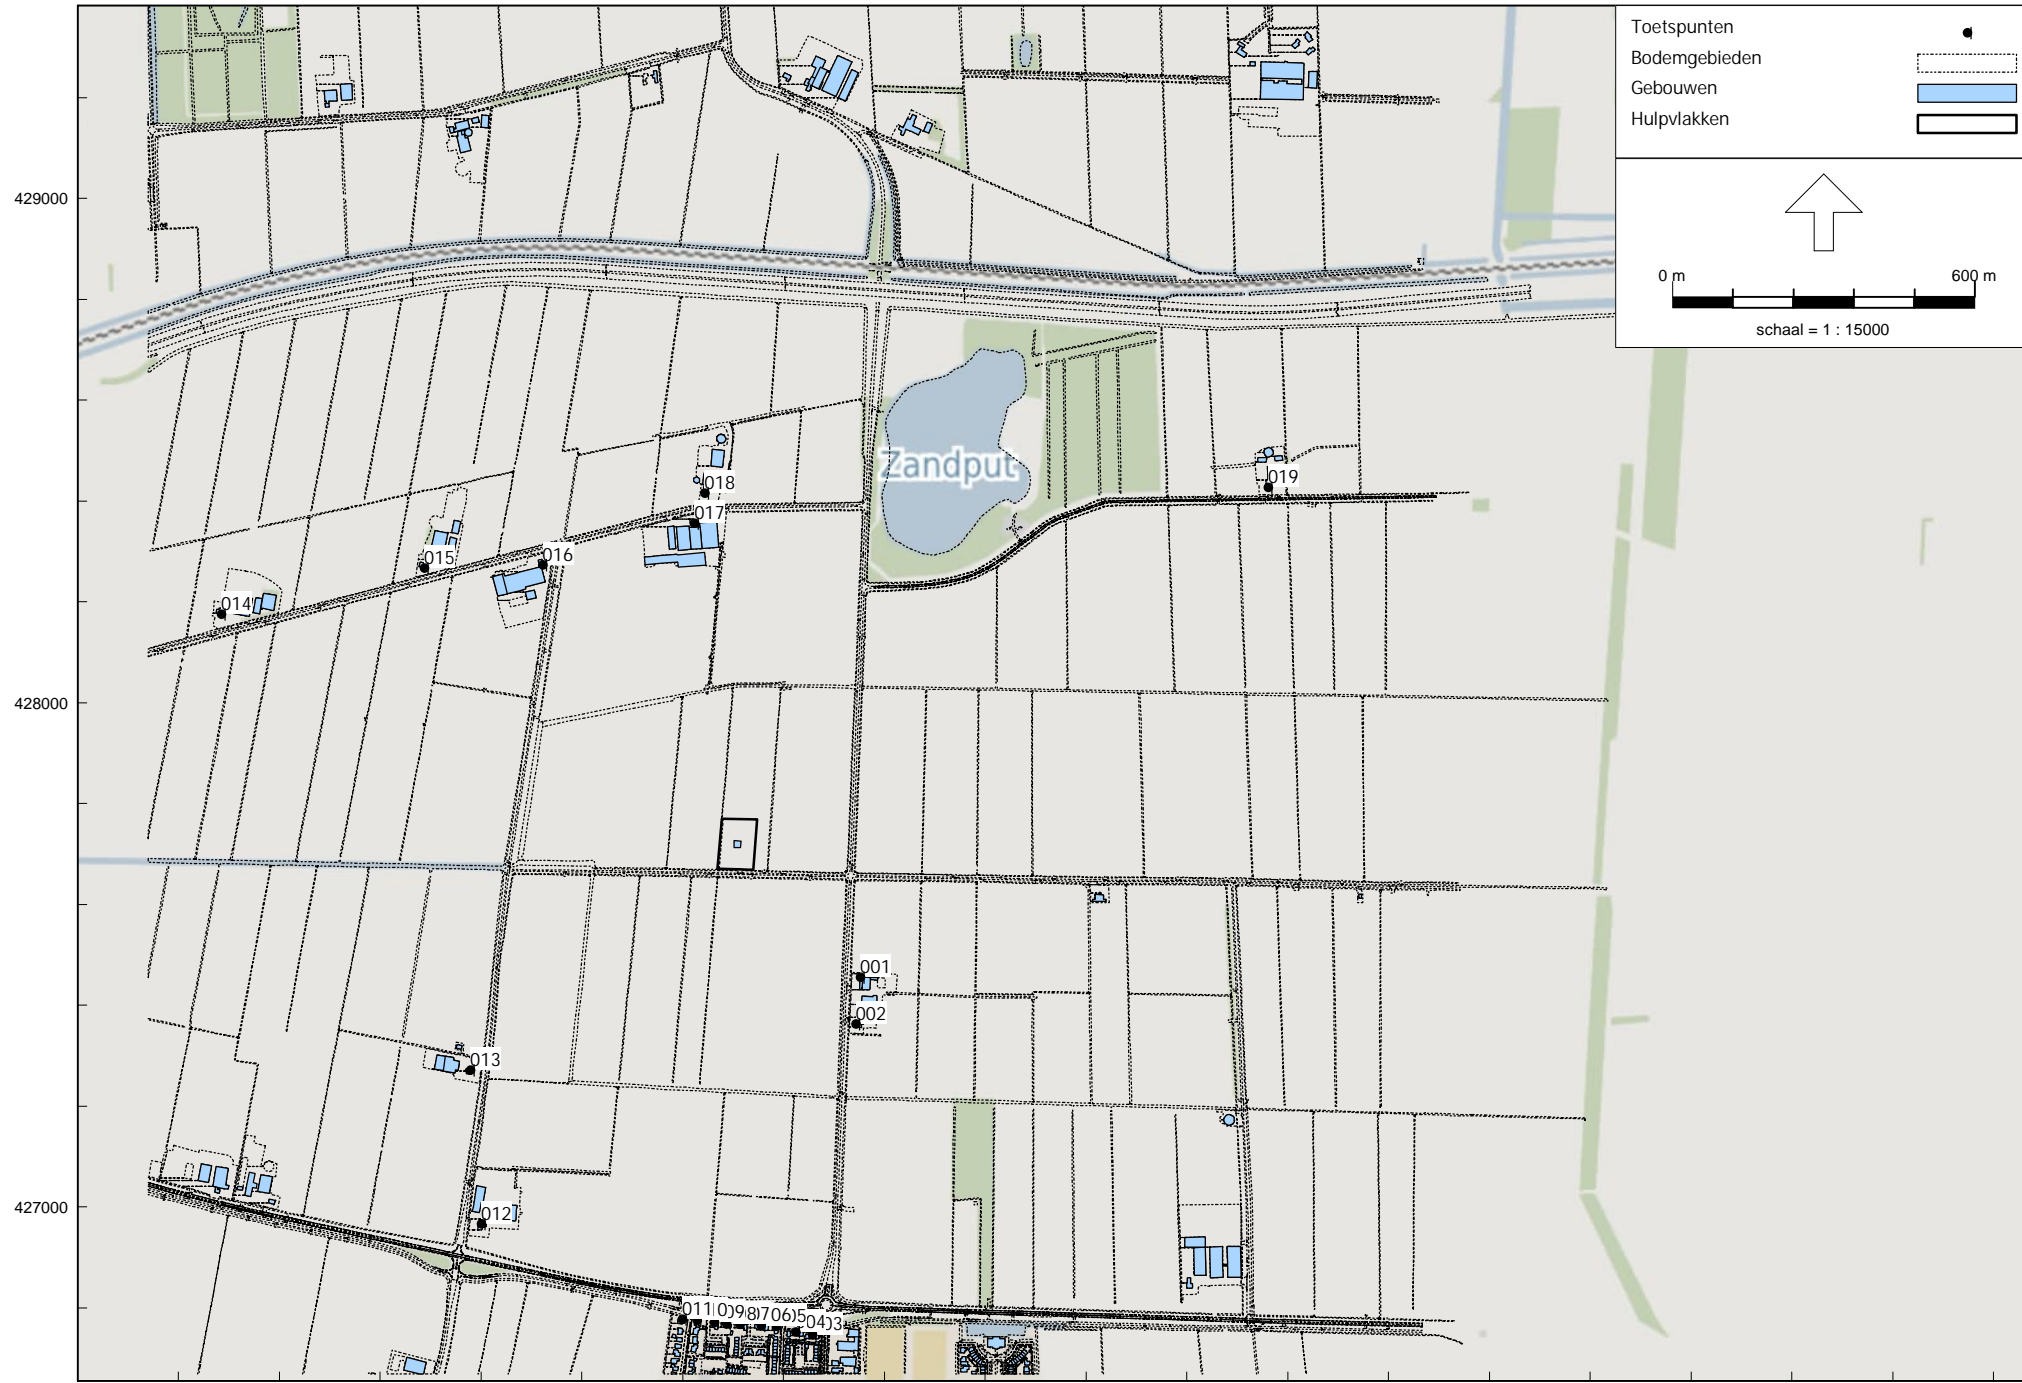 Toetspunten
Bodemgebieden
Gebouwen
Hulpvlakken
0 m 600 m
schaal = 1 : 15000
429000
428000
427000
Zandput
018
019
017
016
015
014
001
002
013
012
011